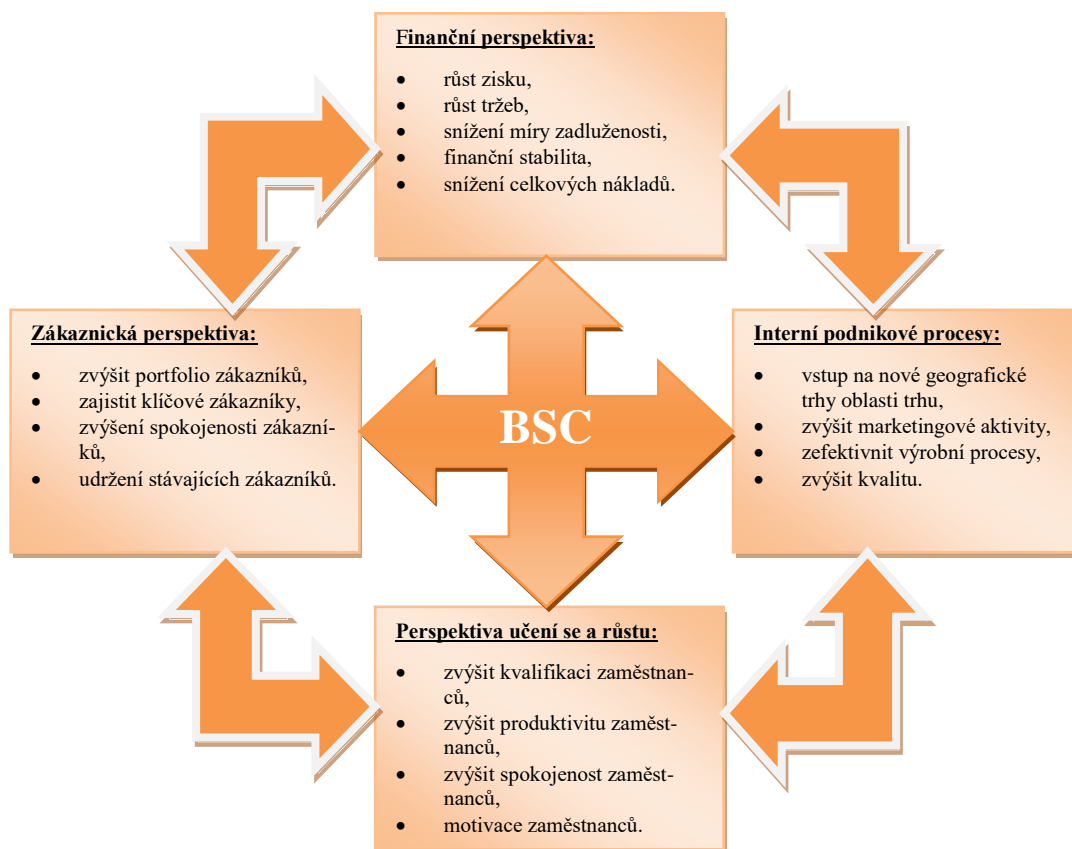 Finanční perspektiva:
• růst zisku,
• růst tržeb,
• snížení míry zadluženosti,
• finanční stabilita,
• snížení celkových nákladů.
Zákaznická perspektiva:
• zvýšit portfolio zákazníků,
• zajistit klíčové zákazníky,
• zvýšení spokojenosti zákazní-
ků,
• udržení stávajících zákazníků.
BSC
Interní podnikové procesy:
• vstup na nové geografické
trhy oblasti trhu,
• zvýšit marketingové aktivity,
• zefektivnit výrobní procesy,
• zvýšit kvalitu.
Perspektiva učení se a růstu:
• zvýšit kvalifikaci zaměstnan-
ců,
• zvýšit produktivitu zaměst-
nanců,
• zvýšit spokojenost zaměst-
nanců,
• motivace zaměstnanců.